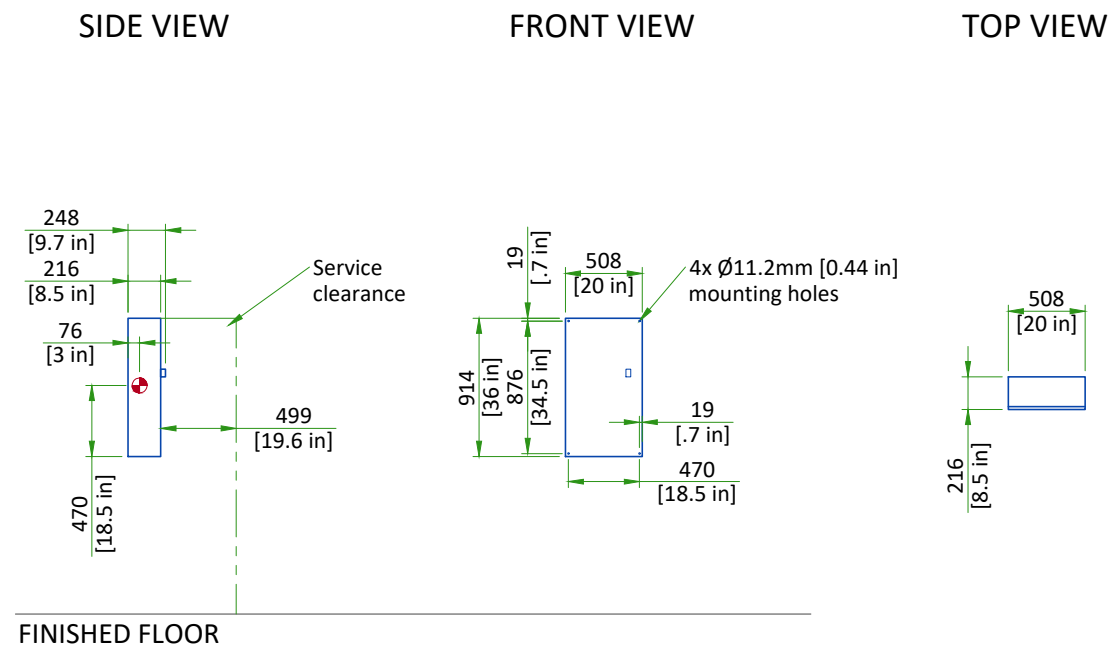 SIDE VIEW
FRONT VIEW
TOP VIEW
248
[9.7 in]
216
[8.5 in]
76
[3 in]
Service
clearance
499
[19.6 in]
470
[18.5 in]
19
[.7 in]
508
[20 in]
4x Ø11.2mm [0.44 in]
mounting holes
914
[36 in]
876
[34.5 in]
19
[.7 in]
470
[18.5 in]
508
[20 in]
216
[8.5 in]
FINISHED FLOOR